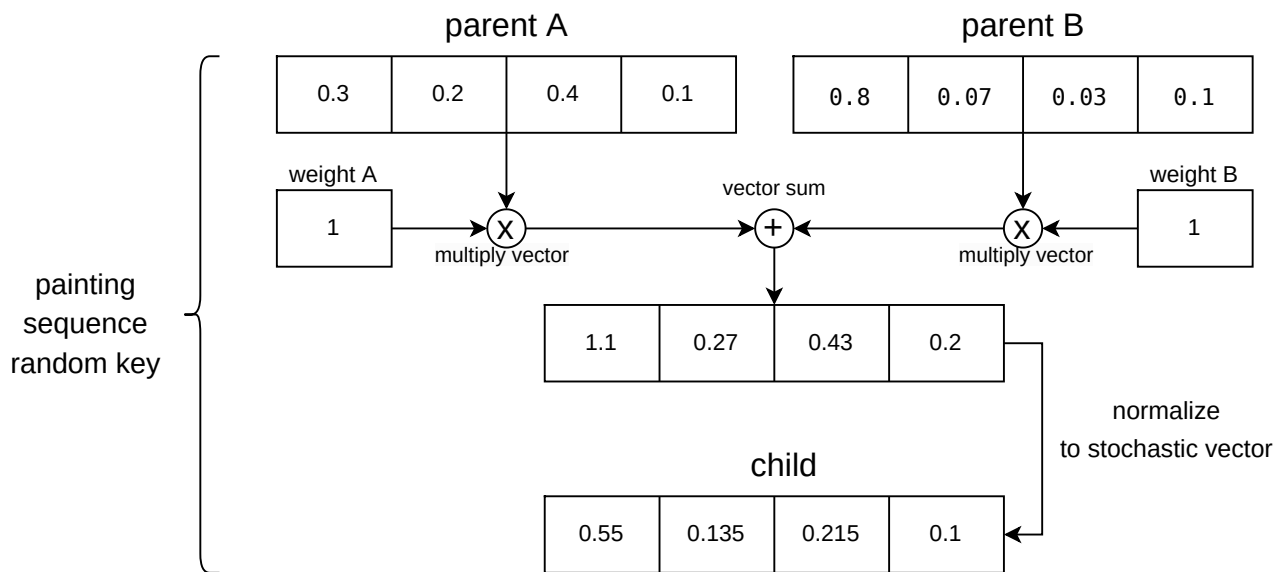 parent A
parent B
0.3
0.2
0.4
0.1
0.8
0.07
0.03
0.1
weight A
vector sum
weight B
1
X
+
X
1
multiply vector
multiply vector
painting
sequence
random key
1.1
0.27
0.43
0.2
normalize
to stochastic vector
child
0.55
0.135
0.215
0.1